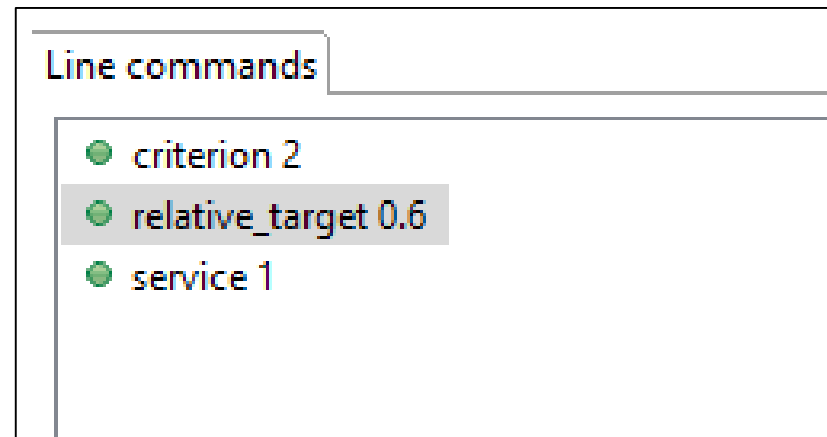 Line commands
criterion 2
relative_target 0.6
service 1